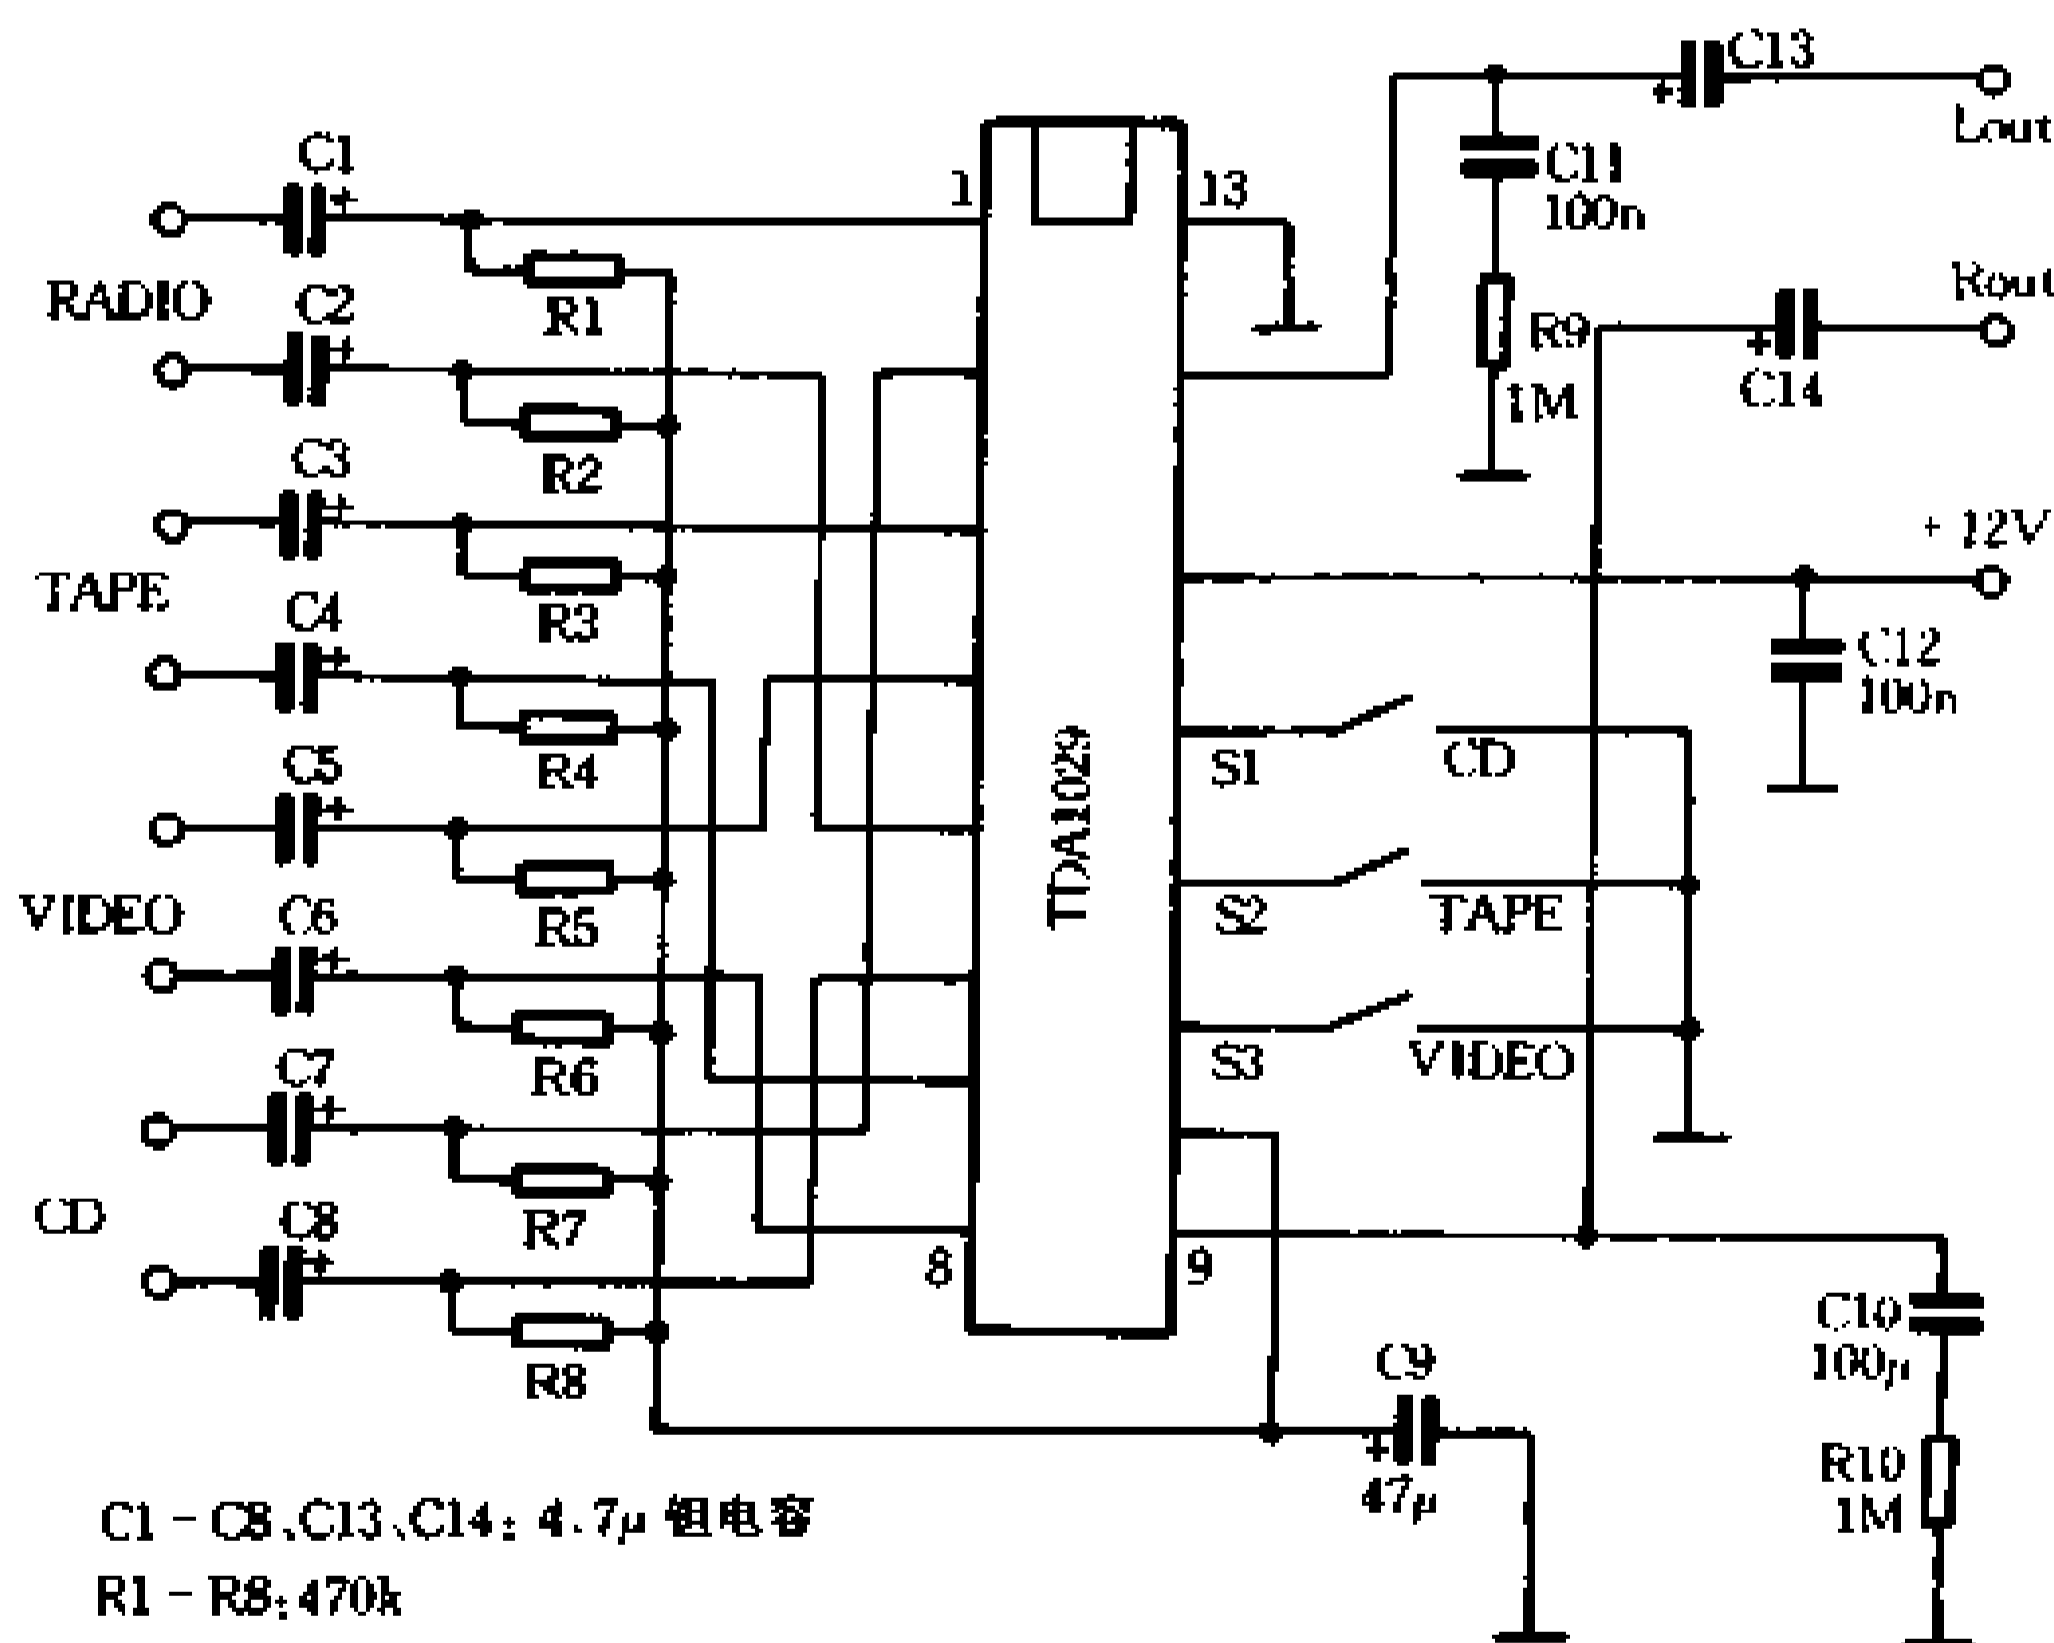 C1
RADIO
C2
R1
R2
C3
TAPE
C4
R3
R4
C5
VIDEO
C6
R5
R6
C7
CD
C8
R7
R8
1
13
8
9
TDA1029
C13
Lout
C11
100n
R9
1M
Rout
C14
+ 12V
C12
100n
S1
CD
S2
TAPE
S3
VIDEO
C9
47μ
C10
100μ
R10
1M
C1-C8、C13、C14: 4.7μ 钽电容
R1-R8:470k